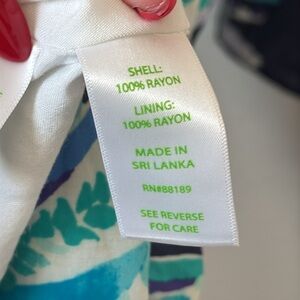 SHELL:
100% RAYON
LINING:
100% RAYON
MADE IN
SRI LANKA
RN#88189
SEE REVERSE
FOR CARE